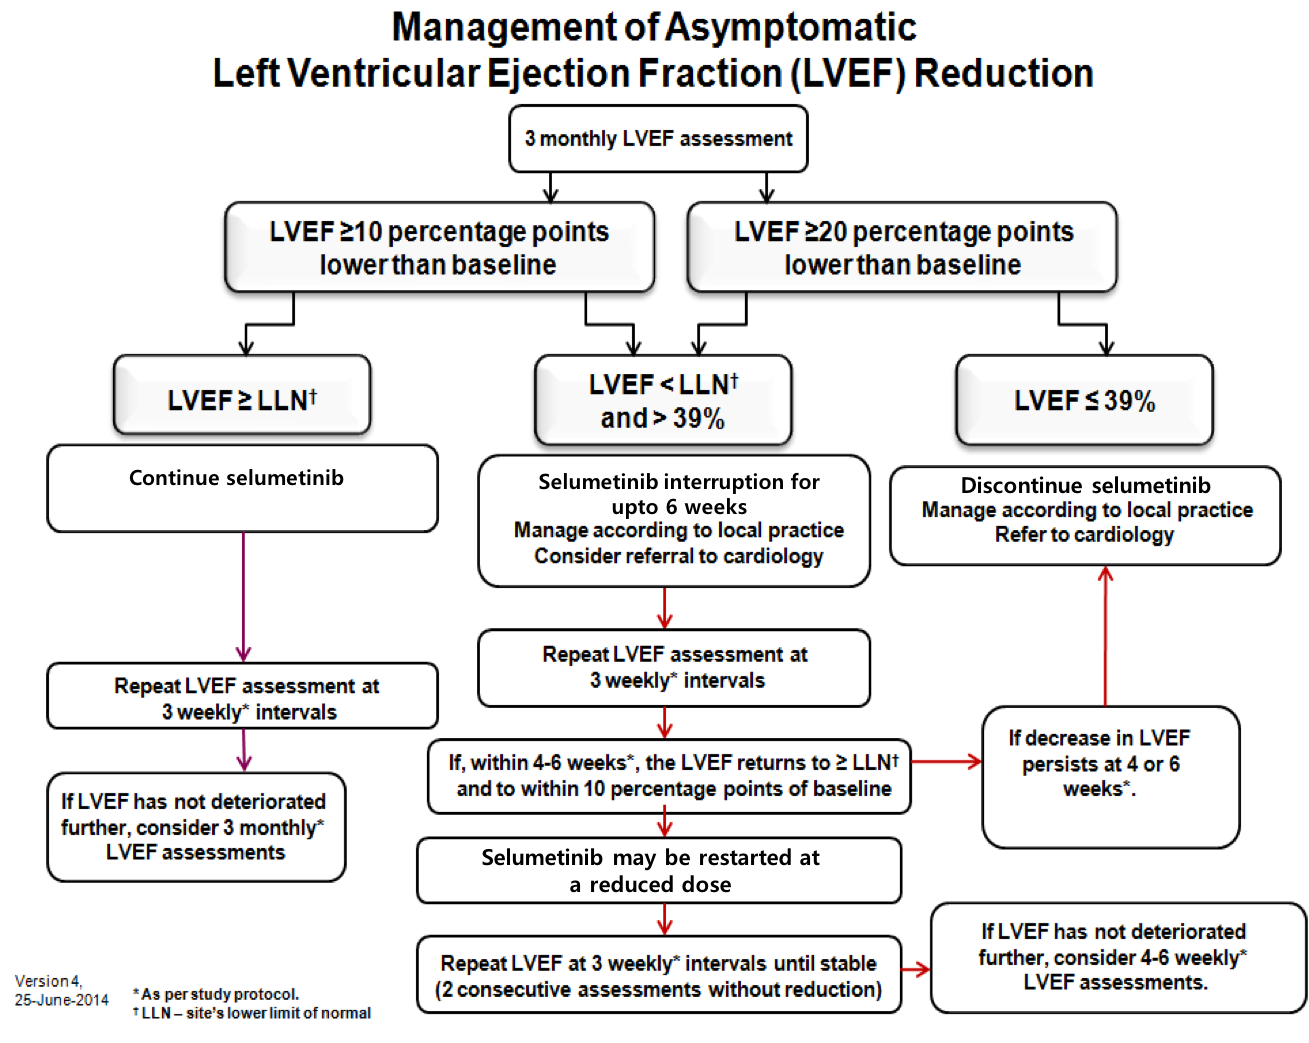 Management of Asymptomatic
Left Ventricular Ejection Fraction (LVEF) Reduction
3 monthly LVEF assessment
LVEF ≥10 percentage points
lower than baseline
LVEF ≥20 percentage points
lower than baseline
LVEF ≥ LLN†
LVEF < LLN†
and > 39%
LVEF ≤ 39%
Continue selumetinib
Selumetinib interruption for
upto 6 weeks
Manage according to local practice
Consider referral to cardiology
Discontinue selumetinib
Manage according to local practice
Refer to cardiology
Repeat LVEF assessment at
3 weekly* intervals
Repeat LVEF assessment at
3 weekly* intervals
If, within 4-6 weeks*, the LVEF returns to ≥ LLN†
and to within 10 percentage points of baseline
If decrease in LVEF
persists at 4 or 6
weeks*.
If LVEF has not deteriorated
further, consider 3 monthly*
LVEF assessments
Selumetinib may be restarted at
a reduced dose
Repeat LVEF at 3 weekly* intervals until stable
(2 consecutive assessments without reduction)
If LVEF has not deteriorated
further, consider 4-6 weekly*
LVEF assessments.
Version 4,
25-June-2014
* As per study protocol.
† LLN – site's lower limit of normal